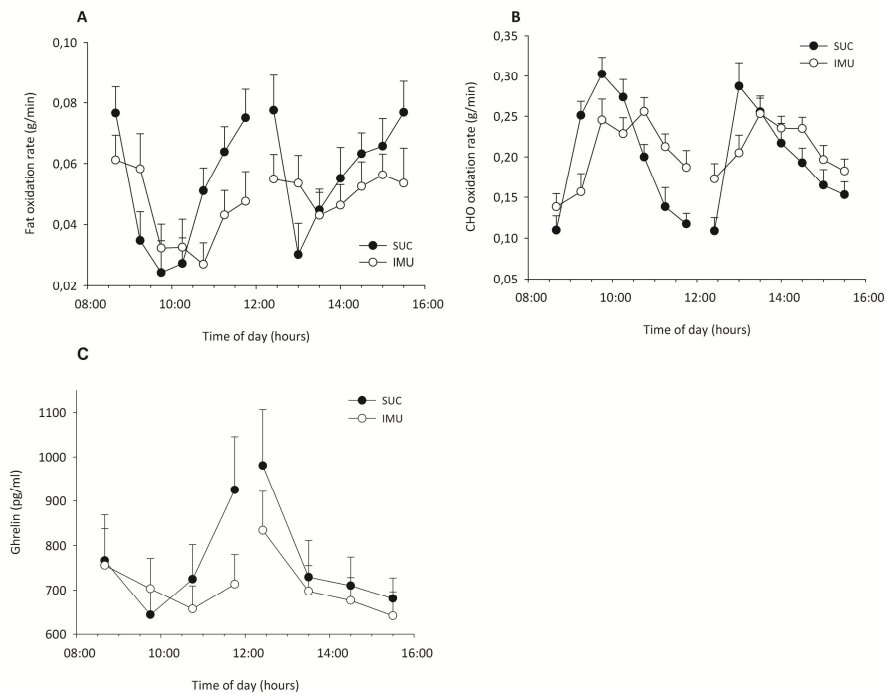 A
0,10
0,08
0,06
0,04
0,02
Fat oxidation rate (g/min)
SUC
IMU
08:00 10:00 12:00 14:00 16:00
Time of day (hours)
B
0,35
0,30
0,25
0,20
0,15
0,10
0,05
CHO oxidation rate (g/min)
SUC
IMU
08:00 10:00 12:00 14:00 16:00
Time of day (hours)
C
1100
1000
900
800
700
600
Ghrelin (pg/ml)
SUC
IMU
08:00 10:00 12:00 14:00 16:00
Time of day (hours)